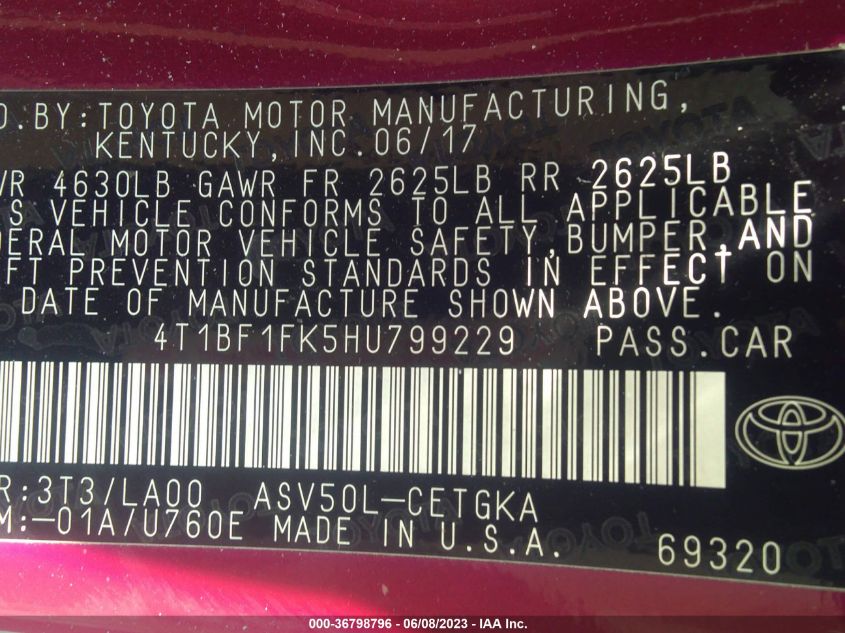 D.BY:TOYOTA MOTOR MANUFACTURING,
KENTUCKY,INC.06/17
WR 4630LB GAWR FR 2625LB RR 2625LB
S VEHICLE CONFORMS TO ALL APPLICABLE
ERAL MOTOR VEHICLE SAFETY,BUMPER,AND
FT PREVENTION STANDARDS IN EFFECT ON
DATE OF MANUFACTURE SHOWN ABOVE.
4T1BF1FK5HU799229 PASS.CAR
R:3T3/LA00 ASV50L-CETGKA
M:-01A/U760E MADE IN U.S.A.
69320
000-36798796 - 06/08/2023 - IAA Inc.